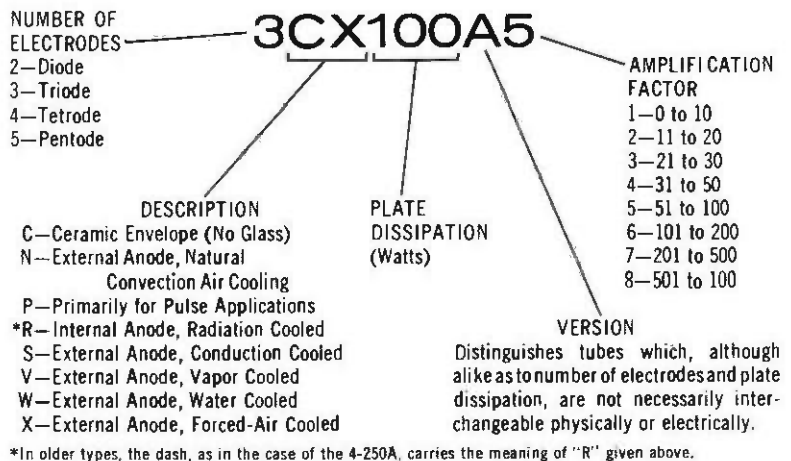 NUMBER OF
ELECTRODES
2—Diode
3—Triode
4—Tetrode
5—Pentode
3CX100A5
AMPLIFICATION
FACTOR
1—0 to 10
2—11 to 20
3—21 to 30
4—31 to 50
5—51 to 100
6—101 to 200
7—201 to 500
8—501 to 100
DESCRIPTION
C—Ceramic Envelope (No Glass)
N—External Anode, Natural
Convection Air Cooling
P—Primarily for Pulse Applications
*R—Internal Anode, Radiation Cooled
S—External Anode, Conduction Cooled
V—External Anode, Vapor Cooled
W—External Anode, Water Cooled
X—External Anode, Forced-Air Cooled
PLATE
DISSIPATION
(Watts)
VERSION
Distinguishes tubes which, although
alike as to number of electrodes and plate
dissipation, are not necessarily inter-
changeable physically or electrically.
*In older types, the dash, as in the case of the 4-250A, carries the meaning of "R" given above.